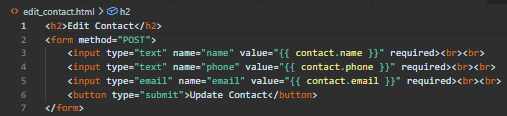 edit_contact.html > h2
1 <h2>Edit Contact</h2>
2 <form method="POST">
3 <input type="text" name="name" value="{{ contact.name }}" required><br><br>
4 <input type="text" name="phone" value="{{ contact.phone }}" required><br><br>
5 <input type="email" name="email" value="{{ contact.email }}" required><br><br>
6 <button type="submit">Update Contact</button>
7 </form>